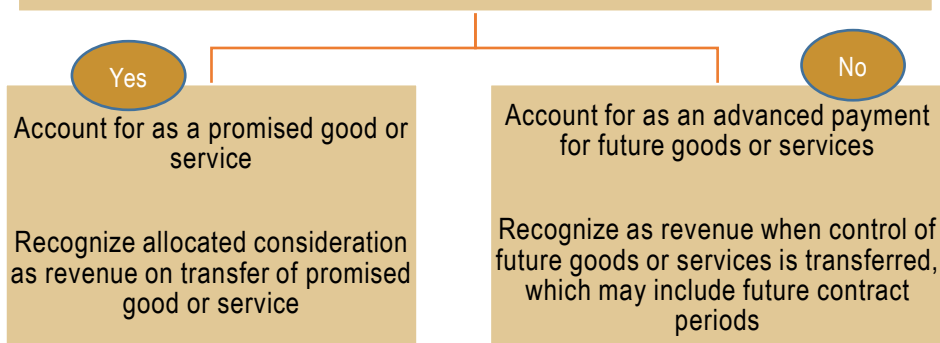 Yes
Account for as a promised good or
service
Recognize allocated consideration
as revenue on transfer of promised
good or service
No
Account for as an advanced payment
for future goods or services
Recognize as revenue when control of
future goods or services is transferred,
which may include future contract
periods